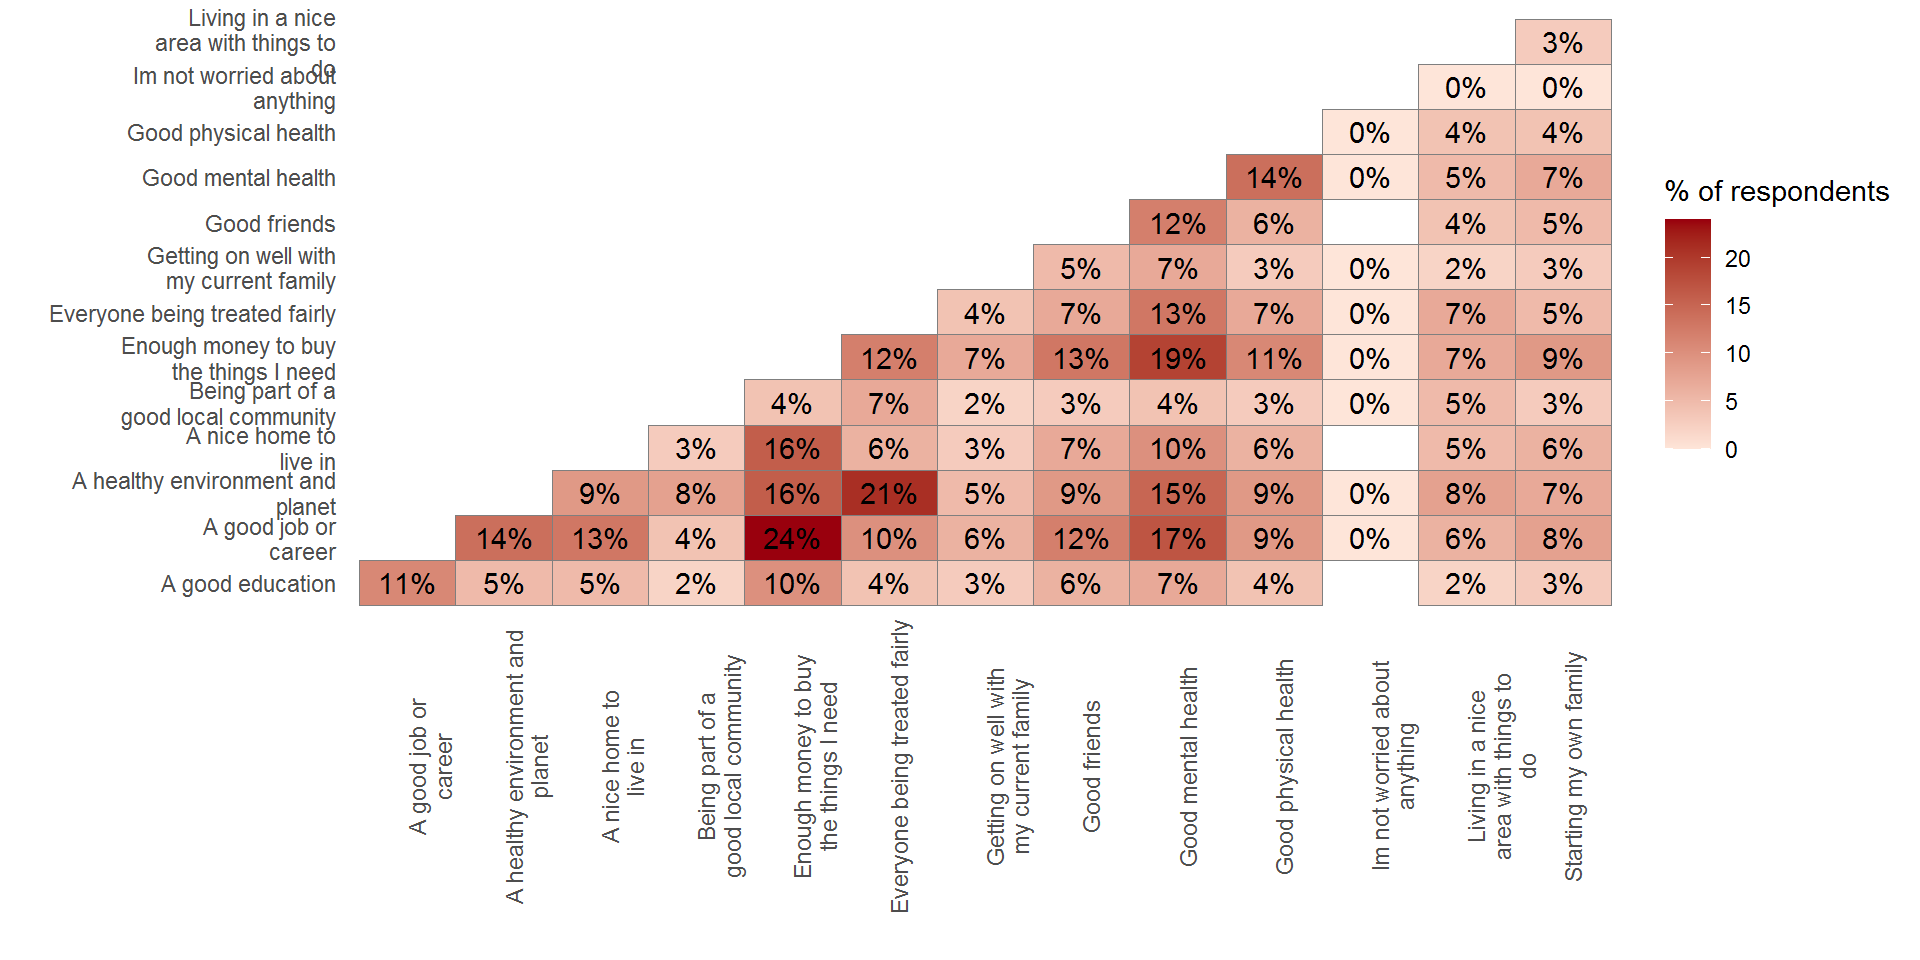 Living in a nice
area with things to
do
3%
Im not worried about
anything
0% 0%
Good physical health
0% 4% 4%
Good mental health
14% 0% 5% 7%
Good friends
12% 6% 4% 5%
Getting on well with
my current family
5% 7% 3% 0% 2% 3%
Everyone being treated fairly
4% 7% 13% 7% 0% 7% 5%
Enough money to buy
the things I need
12% 7% 13% 19% 11% 0% 7% 9%
Being part of a
good local community
4% 7% 2% 3% 4% 3% 0% 5% 3%
A nice home to
live in
3% 16% 6% 3% 7% 10% 6% 5% 6%
A healthy environment and
planet
9% 8% 16% 21% 5% 9% 15% 9% 0% 8% 7%
A good job or
career
14% 13% 4% 24% 10% 6% 12% 17% 9% 0% 6% 8%
A good education
11% 5% 5% 2% 10% 4% 3% 6% 7% 4% 2% 3%
A good job or
career
A healthy environment and
planet
A nice home to
live in
Being part of a
good local community
Enough money to buy
the things I need
Everyone being treated fairly
Getting on well with
my current family
Good friends
Good mental health
Good physical health
Im not worried about
anything
Living in a nice
area with things to
do
Starting my own family
% of respondents
20
15
10
5
0